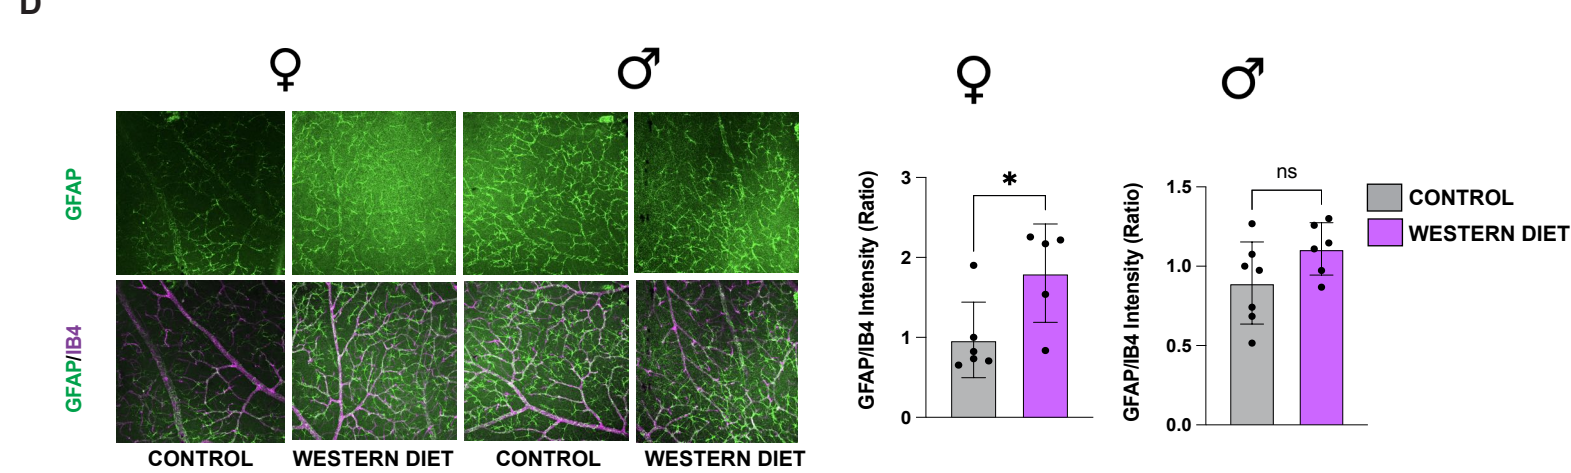 D
♀
♂
GFAP
GFAP/IB4
CONTROL
WESTERN DIET
CONTROL
WESTERN DIET
♀
GFAP/IB4 Intensity (Ratio)
3
2
1
0
*
♂
GFAP/IB4 Intensity (Ratio)
1.5
1.0
0.5
0.0
ns
CONTROL
WESTERN DIET